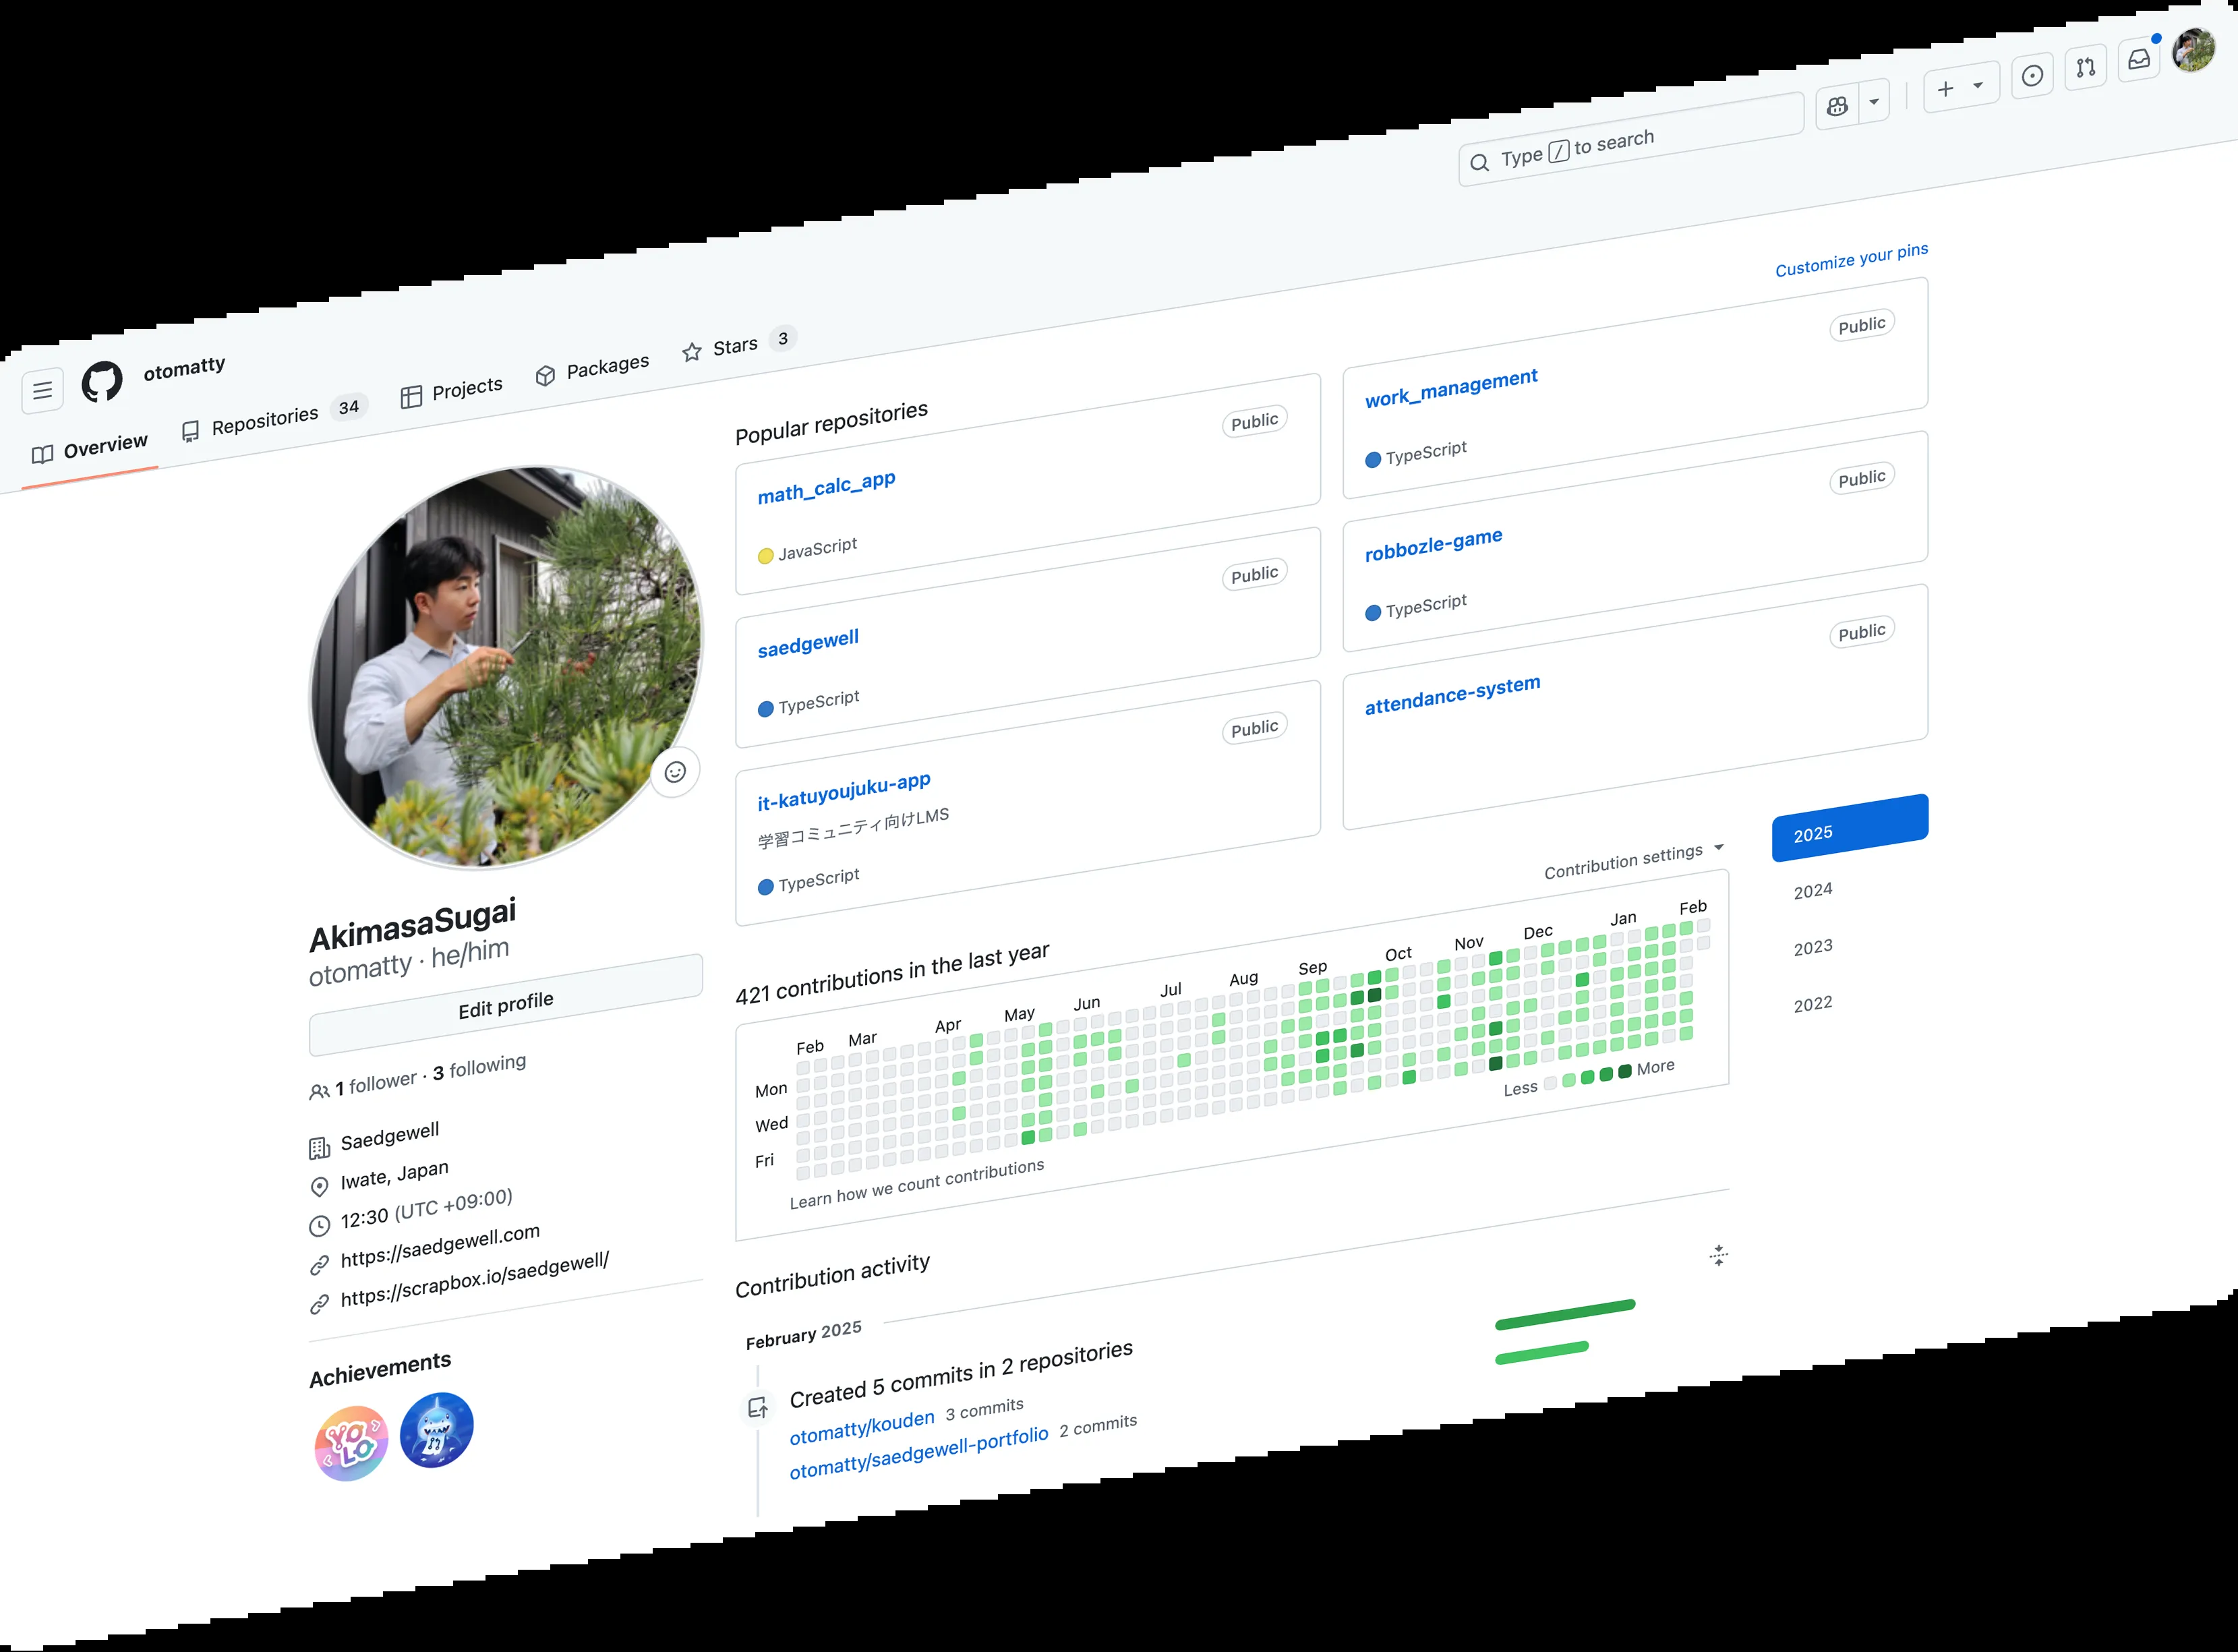 Type / to search
otomatty
Overview
Repositories 34
Projects
Packages
Stars 3
AkimasaSugai
otomatty · he/him
Edit profile
1 follower · 3 following
Saedgewell
Iwate, Japan
12:30 (UTC +09:00)
https://saedgewell.com
https://scrapbox.io/saedgewell/
Achievements
YOLO
Popular repositories
Customize your pins
math_calc_app
Public
JavaScript
work_management
Public
TypeScript
saedgewell
Public
TypeScript
robbozle-game
Public
TypeScript
it-katuyoujuku-app
Public
学習コミュニティ向けLMS
TypeScript
attendance-system
Public
421 contributions in the last year
Contribution settings
2025
2024
2023
2022
Feb Mar Apr May Jun Jul Aug Sep Oct Nov Dec Jan Feb
Mon
Wed
Fri
Learn how we count contributions
Less More
Contribution activity
February 2025
Created 5 commits in 2 repositories
otomatty/kouden 3 commits
otomatty/saedgewell-portfolio 2 commits